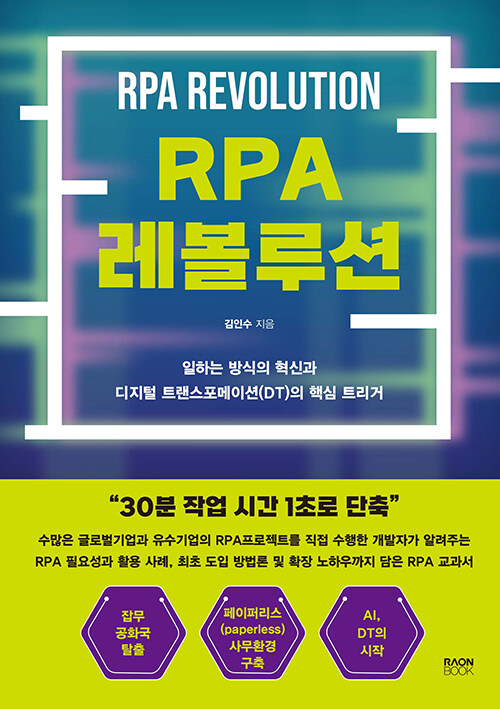 RPA REVOLUTION
RPA
레볼루션
김인수 지음
일하는 방식의 혁신과
디지털 트랜스포메이션(DT)의 핵심 트리거
“30분 작업 시간 1초로 단축”
수많은 글로벌기업과 유수기업의 RPA프로젝트를 직접 수행한 개발자가 알려주는
RPA 필요성과 활용 사례, 최초 도입 방법론 및 확장 노하우까지 담은 RPA 교과서
잡무
공화국
탈출
페이퍼리스
(paperless)
사무환경
구축
AI,
DT의
시작
RAON
BOOK